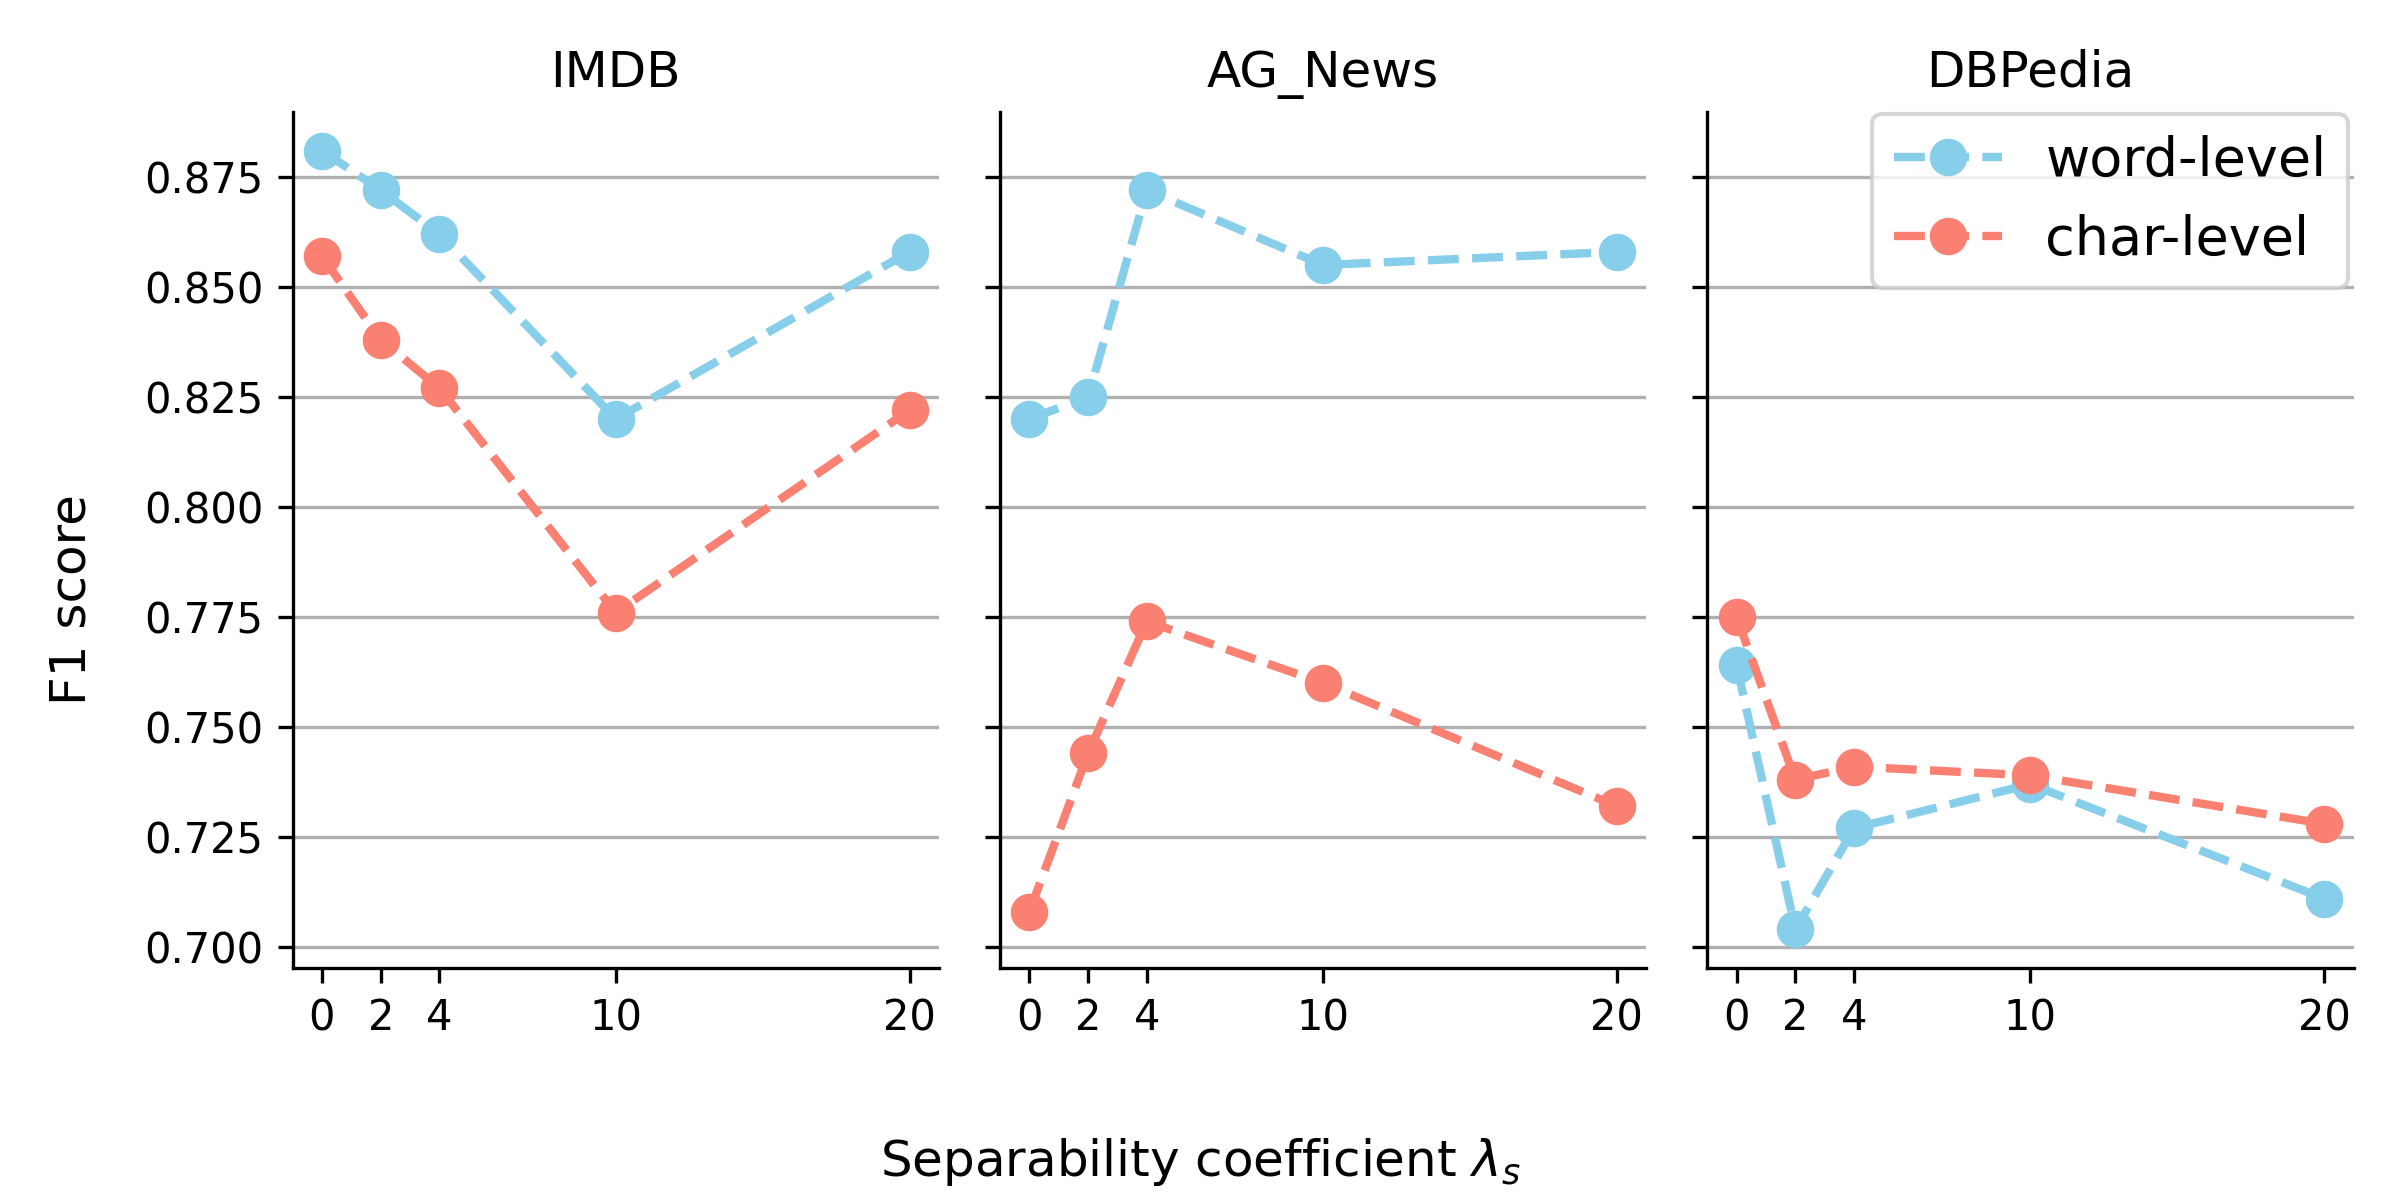 IMDB
AG_News
DBPedia
word-level
char-level
F1 score
0.875
0.850
0.825
0.800
0.775
0.750
0.725
0.700
0 2 4 10 20
0 2 4 10 20
0 2 4 10 20
Separability coefficient λs